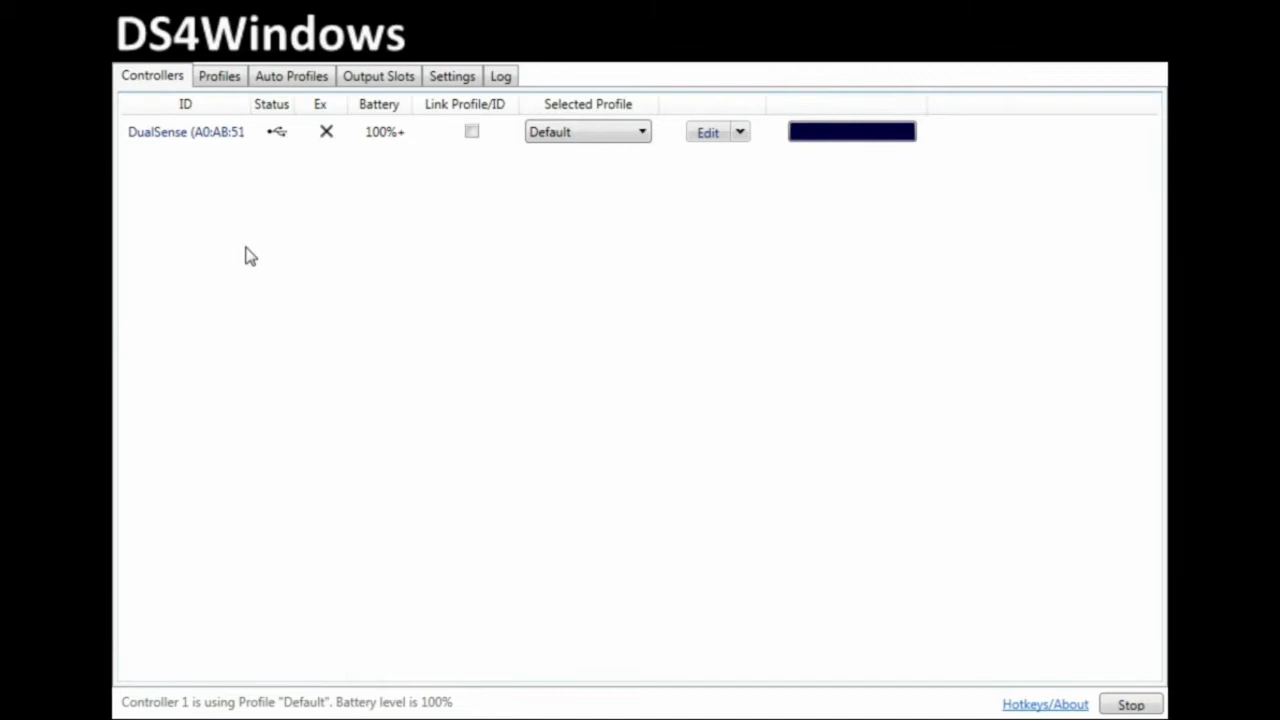 DS4Windows
Controllers Profiles Auto Profiles Output Slots Settings Log
ID Status Ex Battery Link Profile/ID Selected Profile
DualSense (A0:AB:51 100%+ Default Edit
Controller 1 is using Profile "Default". Battery level is 100% Hotkeys/About Stop